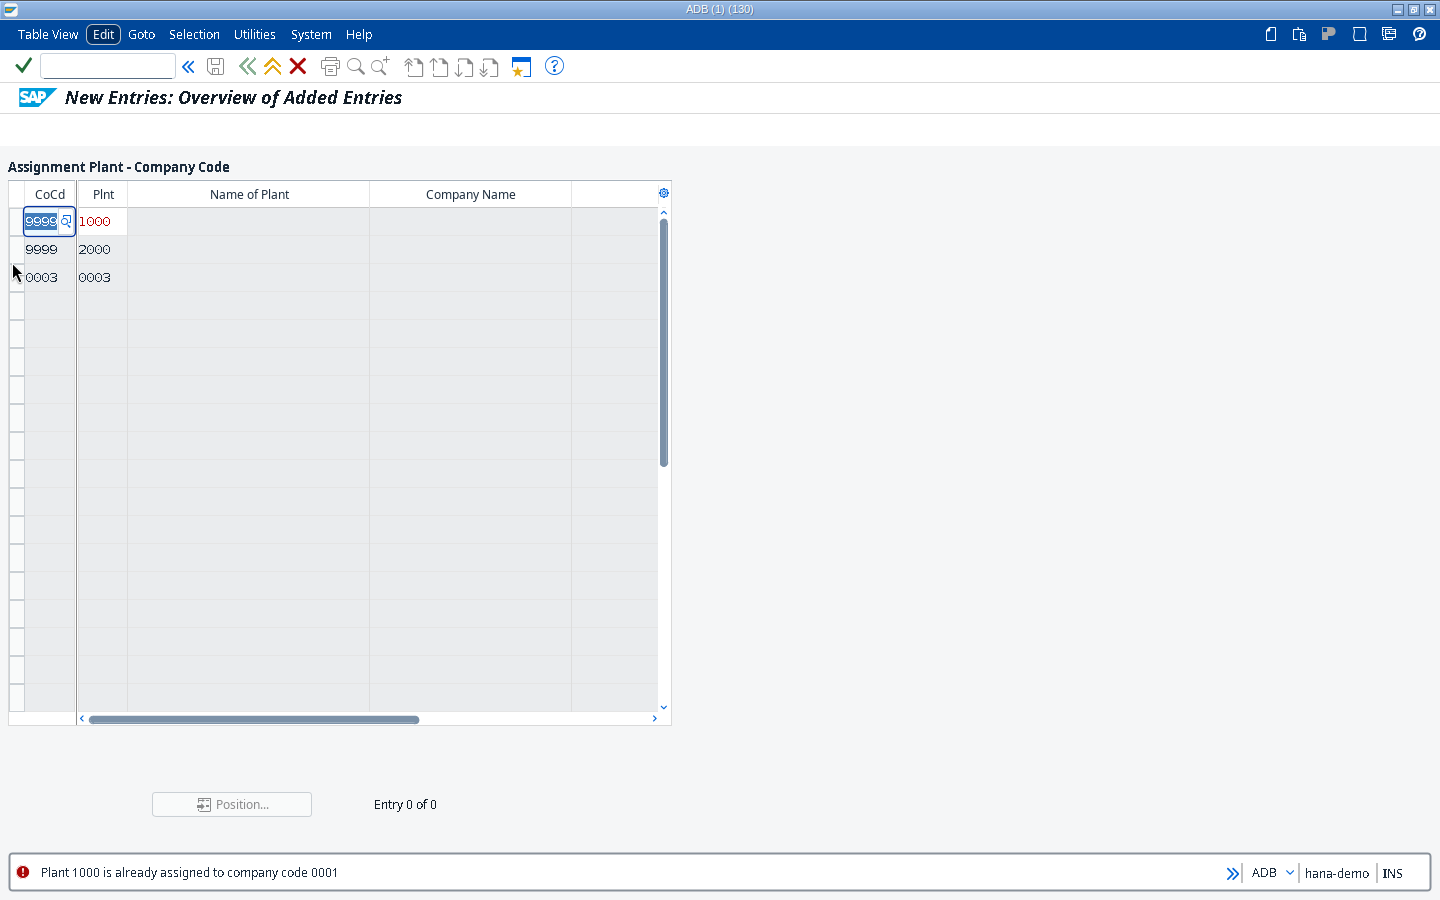 ADB (1) (130)
Table View Edit Goto Selection Utilities System Help
SAP New Entries: Overview of Added Entries
Assignment Plant - Company Code
CoCd Plnt Name of Plant Company Name
9999 1000
9999 2000
0003 0003
Position... Entry 0 of 0
Plant 1000 is already assigned to company code 0001 ADB hana-demo INS